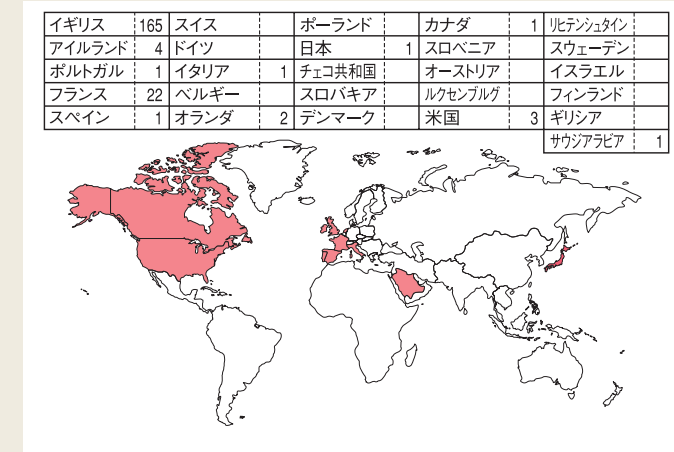 イギリス 165 スイス ポーランド カナダ 1 リヒテンシュタイン
アイルランド 4 ドイツ 日本 1 スロベニア スウェーデン
ポルトガル 1 イタリア 1 チェコ共和国 オーストリア イスラエル
フランス 22 ベルギー スロバキア ルクセンブルグ フィンランド
スペイン 1 オランダ 2 デンマーク 米国 3 ギリシア
サウジアラビア 1